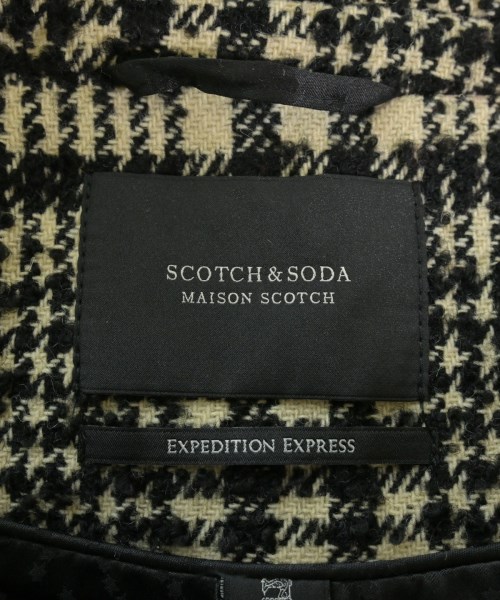 SCOTCH & SODA
MAISON SCOTCH
EXPEDITION EXPRESS